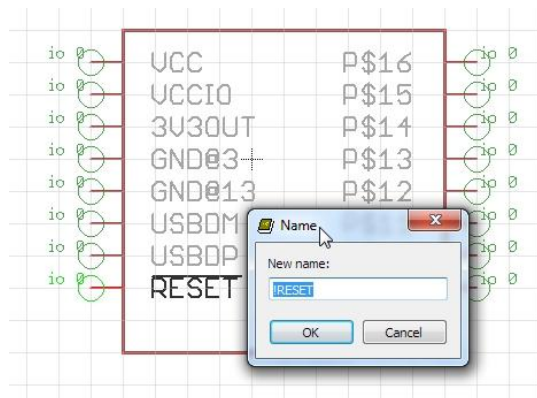 io 0 VCC P$16 io 0
io 0 VCCIO P$15 io 0
io 0 3V3OUT P$14 io 0
io 0 GND@3 P$13 io 0
io 0 GND@13 P$12 io 0
io 0 USBDM io 0
io 0 USBDP io 0
io 0 RESET io 0
Name
New name:
!RESET
OK Cancel